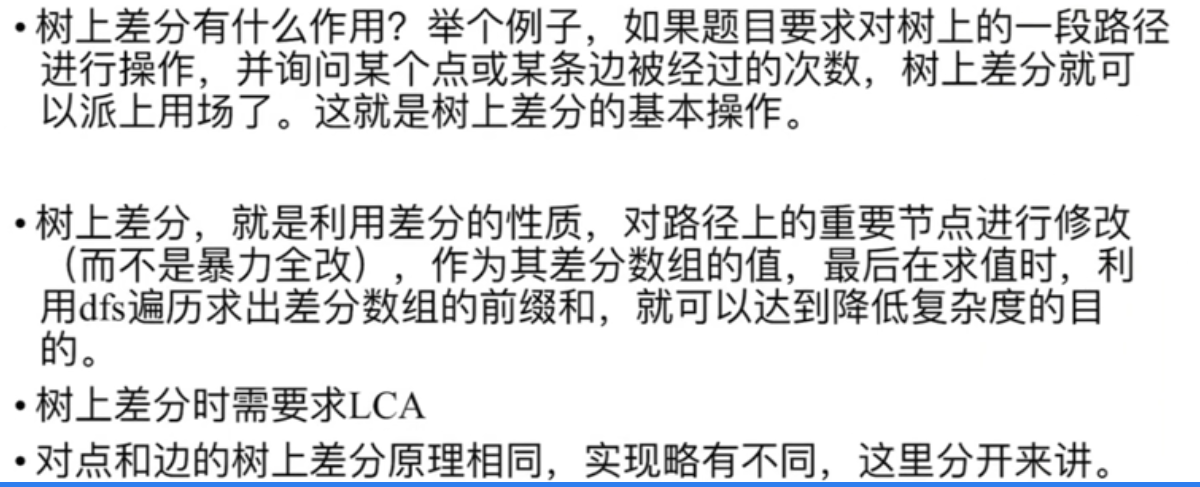 • 树上差分有什么作用？举个例子，如果题目要求对树上的一段路径
进行操作，并询问某个点或某条边被经过的次数，树上差分就可
以派上用场了。这就是树上差分的基本操作。
• 树上差分，就是利用差分的性质，对路径上的重要节点进行修改
（而不是暴力全改），作为其差分数组的值，最后在求值时，利
用dfs遍历求出差分数组的前缀和，就可以达到降低复杂度的目
的。
• 树上差分时需要求LCA
• 对点和边的树上差分原理相同，实现略有不同，这里分开来讲。